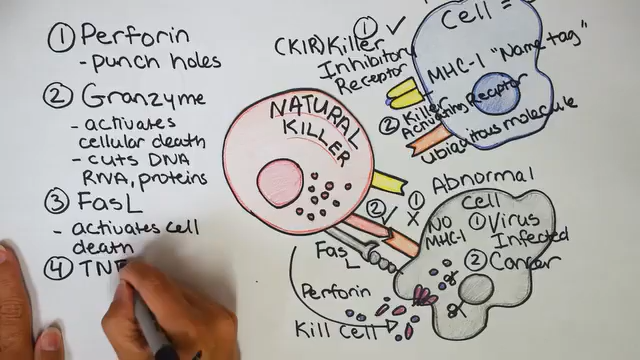 ① Perforin
- punch holes
② Granzyme
- activates
cellular death
- cuts DNA
RNA, proteins
③ FasL
- activates cell
death
④ TNF
① ✓
(KIR) Killer
Inhibitory
Receptor
Cell =
MHC-1 "Name tag"
② Killer
Activating Receptor
Ubiquitous molecule
NATURAL
KILLER
② ✓
① X
Abnormal
Cell
No
MHC-1
① Virus
Infected
② Cancer
Fas
L
Perforin
Kill Cell